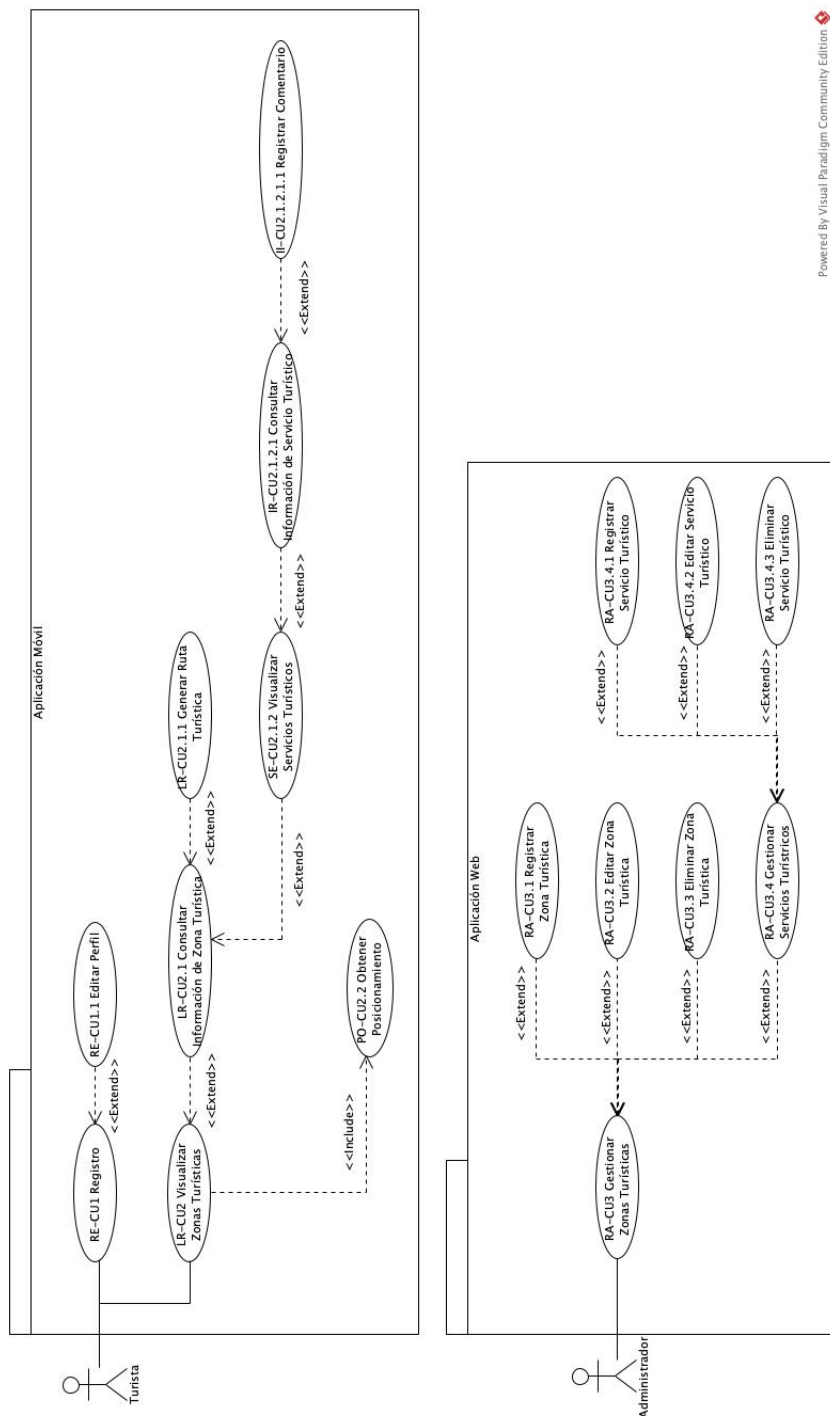 Aplicación Móvil
Turista
RE-CU1 Registro
<<Extend>>
RE-CU1.1 Editar Perfil
LR-CU2 Visualizar
Zonas Turísticas
<<Extend>>
LR-CU2.1 Consultar
Información de Zona Turística
<<Extend>>
LR-CU2.1.1 Generar Ruta
Turística
<<Extend>>
SE-CU2.1.2 Visualizar
Servicios Turísticos
<<Extend>>
IR-CU2.1.2.1 Consultar
Información de Servicio Turístico
<<Extend>>
II-CU2.1.2.1.1 Registrar Comentario
<<Include>>
PO-CU2.2 Obtener
Posicionamiento
Aplicación Web
Administrador
RA-CU3 Gestionar
Zonas Turísticas
<<Extend>>
RA-CU3.1 Registrar
Zona Turística
<<Extend>>
RA-CU3.2 Editar Zona
Turística
<<Extend>>
RA-CU3.3 Eliminar Zona
Turística
<<Extend>>
RA-CU3.4 Gestionar
Servicios Turístricos
<<Extend>>
RA-CU3.4.1 Registrar
Servicio Turístico
<<Extend>>
RA-CU3.4.2 Editar Servicio
Turístico
<<Extend>>
RA-CU3.4.3 Eliminar
Servicio Turístico
Powered By Visual Paradigm Community Edition